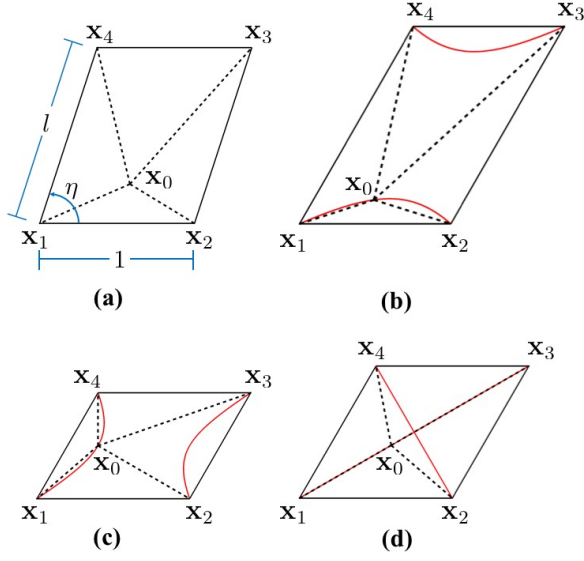 x₄ x₃
l
η
x₀
x₁ x₂
1
(a)
x₄ x₃
x₀
x₁ x₂
(b)
x₄ x₃
x₀
x₁ x₂
(c)
x₄ x₃
x₀
x₁ x₂
(d)